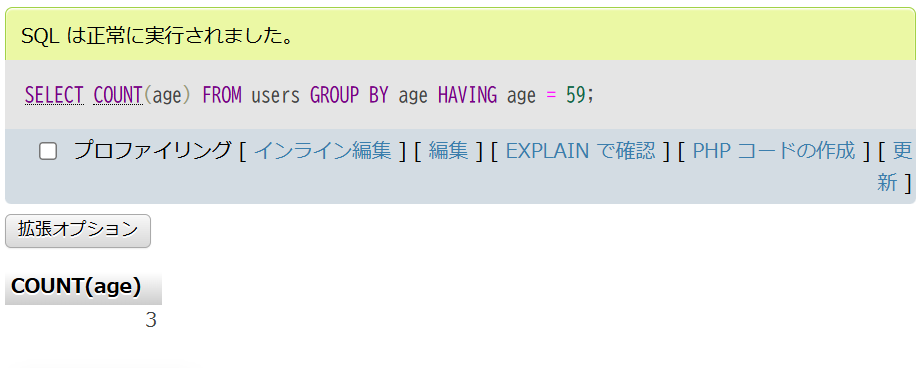 SQL は正常に実行されました。
SELECT COUNT(age) FROM users GROUP BY age HAVING age = 59;
プロファイリング [ インライン編集 ] [ 編集 ] [ EXPLAIN で確認 ] [ PHP コードの作成 ] [ 更
新 ]
拡張オプション
COUNT(age)
3